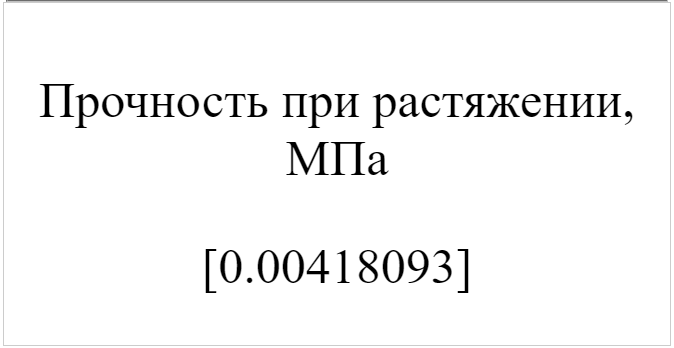 Прочность при растяжении,
МПа
[0.00418093]